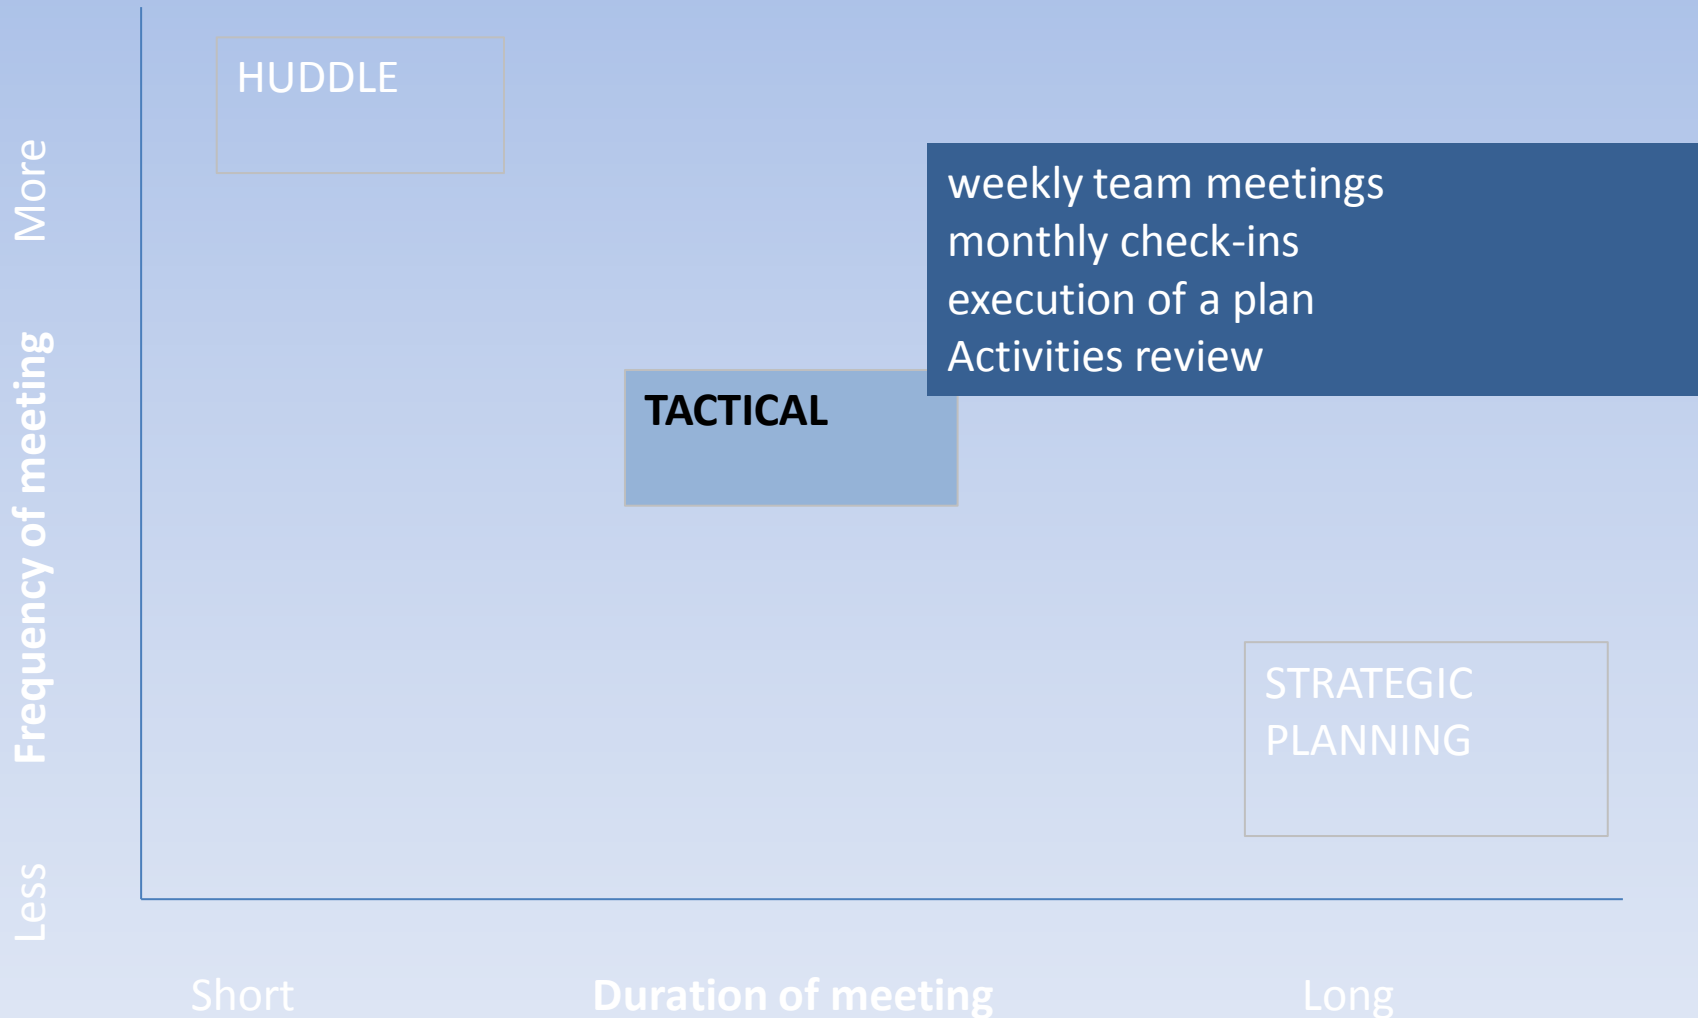 HUDDLE
weekly team meetings
monthly check-ins
execution of a plan
Activities review
TACTICAL
STRATEGIC
PLANNING
Less Frequency of meeting More
Short Duration of meeting Long